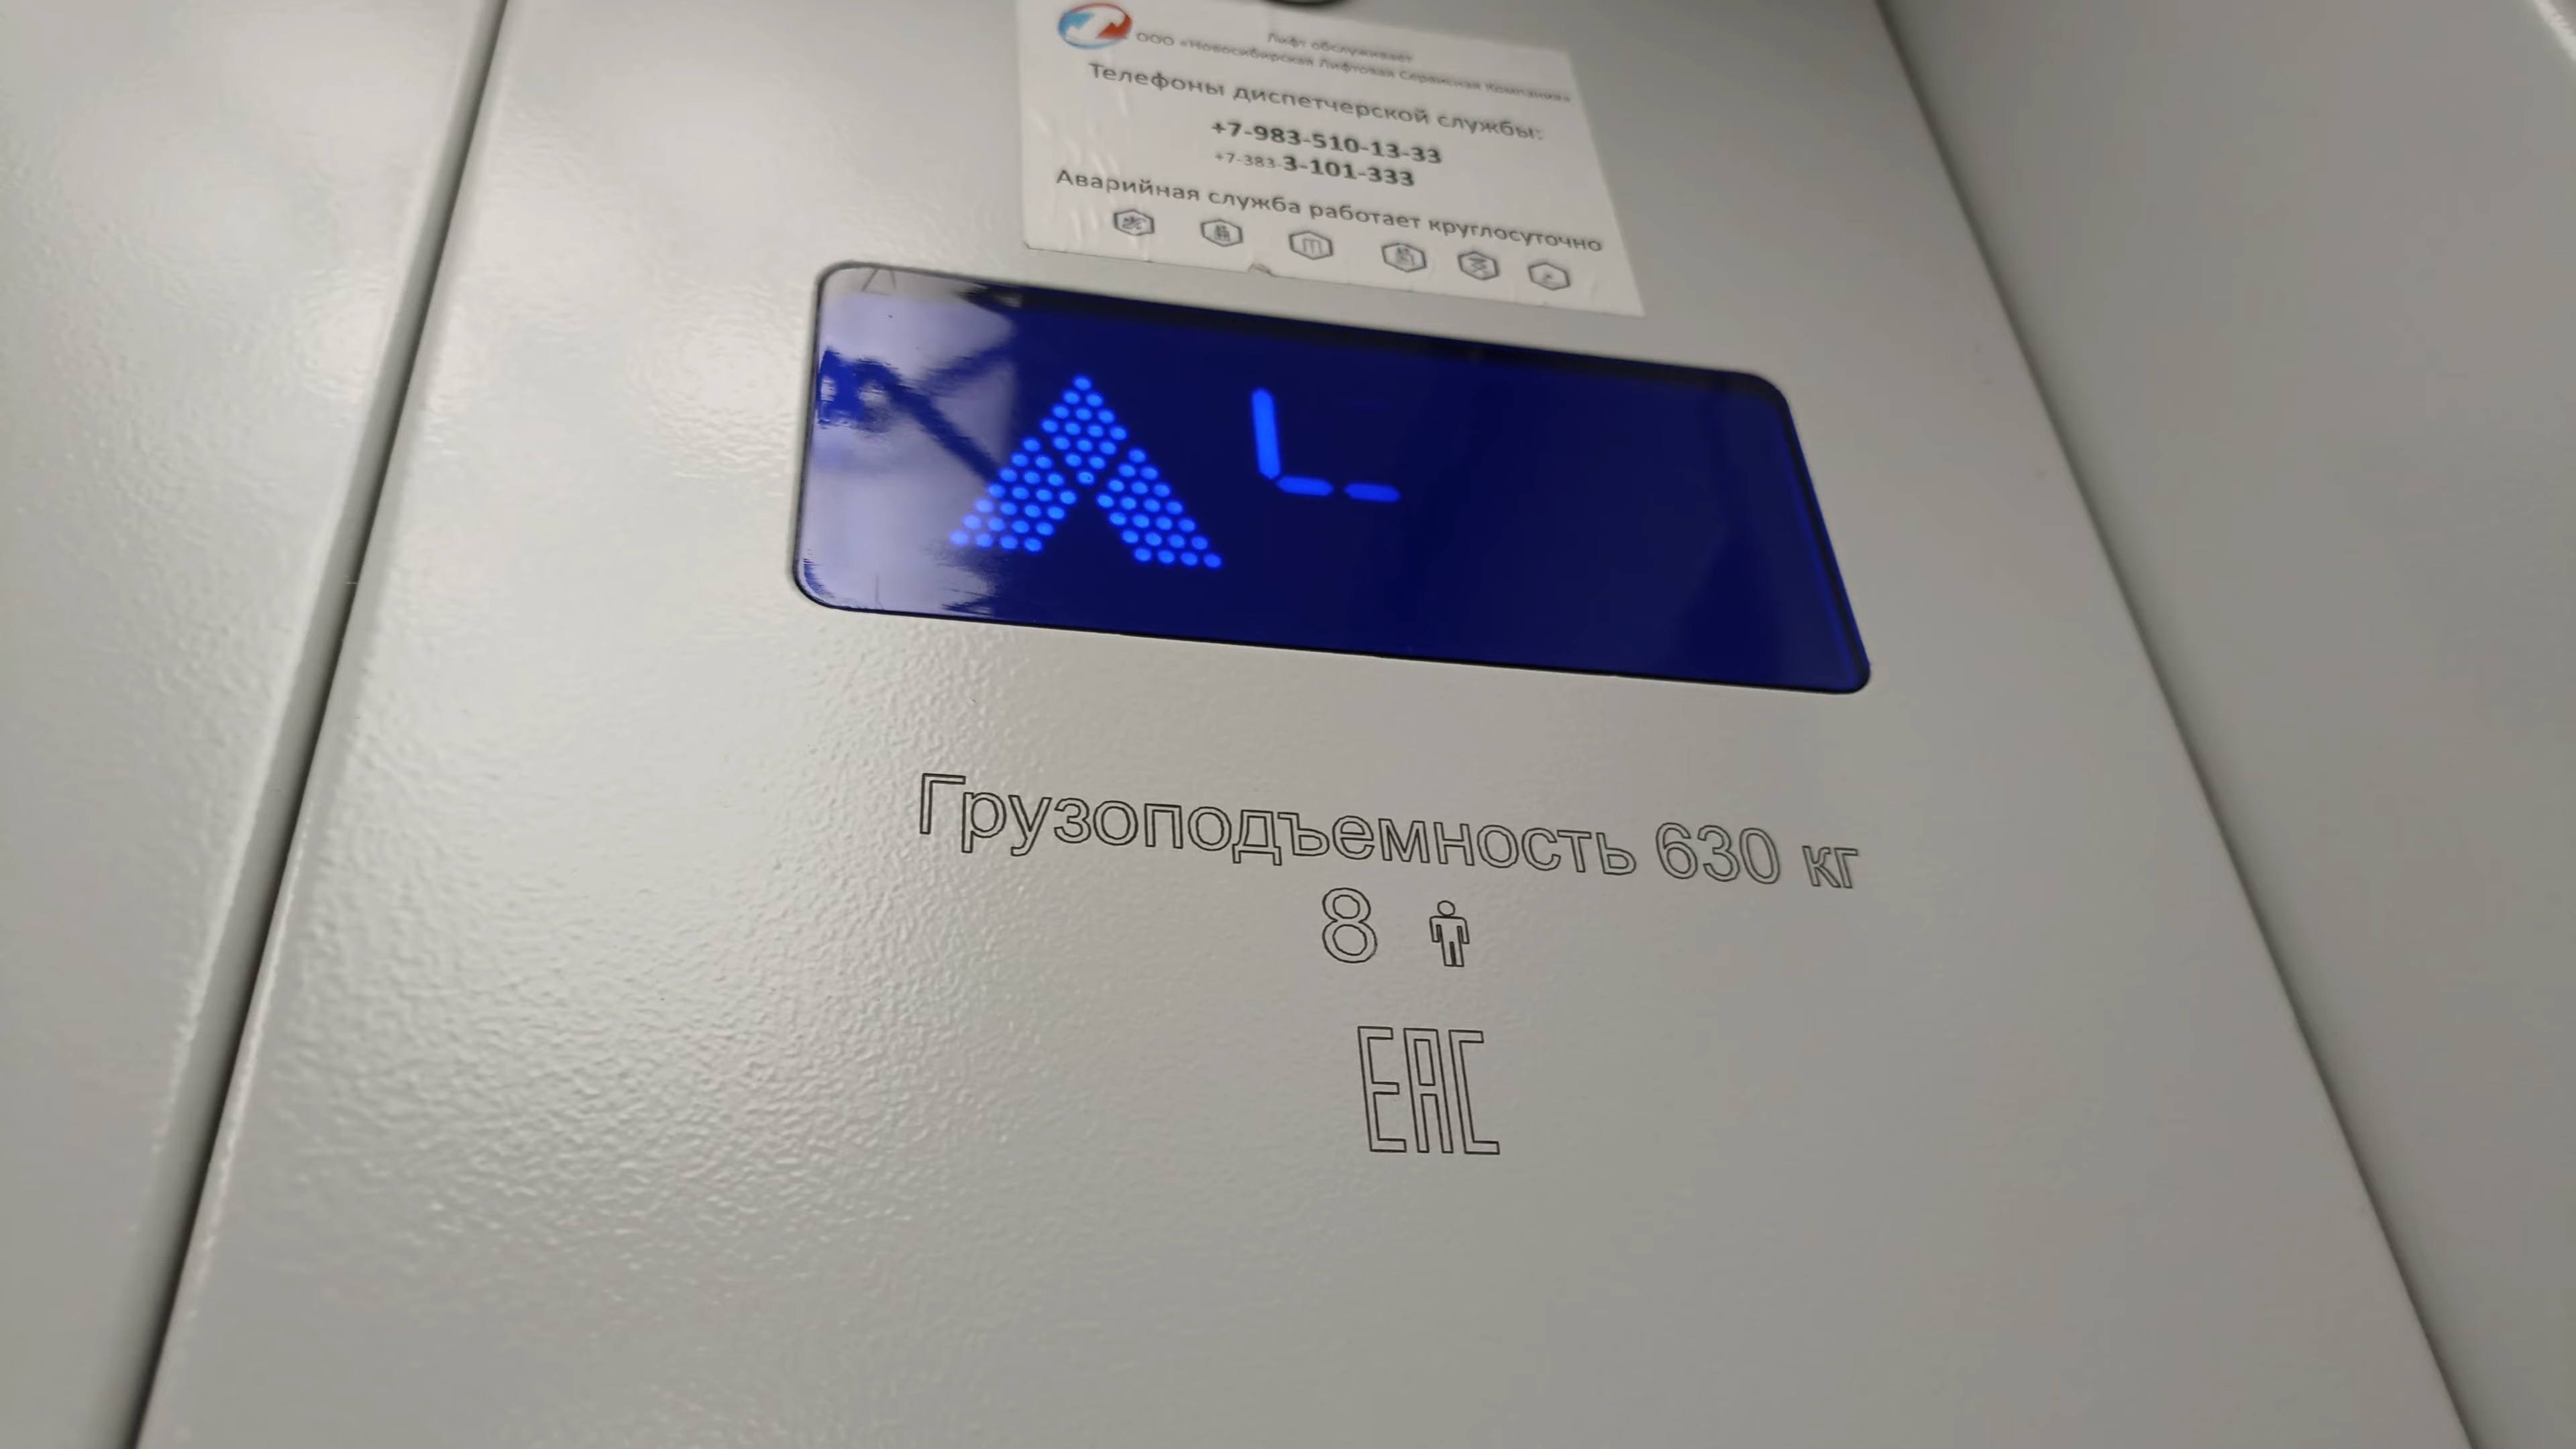 Лифт обслуживает
ООО «Новосибирская Лифтовая Сервисная Компания»
Телефоны диспетчерской службы:
+7-983-510-13-33
+7-383-3-101-333
Аварийная служба работает круглосуточно
Грузоподъемность 630 кг
8
EAC